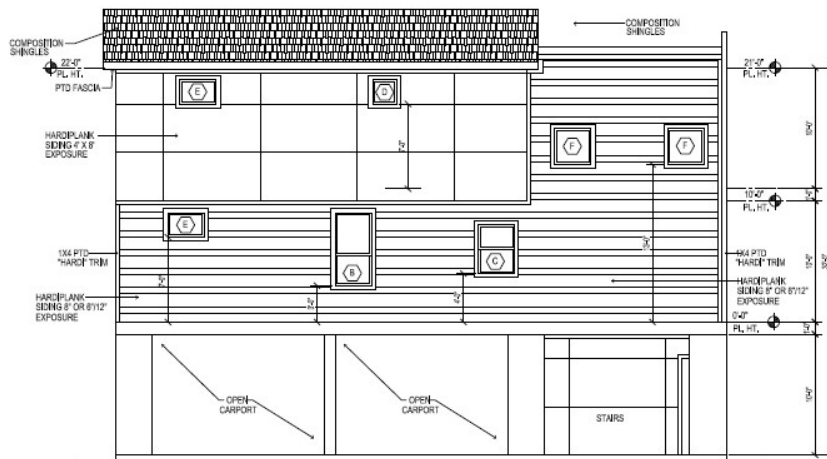 COMPOSITION
SHINGLES
COMPOSITION
SHINGLES
22'-0"
PL. HT.
PTD FASCIA
21'-0"
PL. HT.
E
D
HARDIPLANK
SIDING 4' X 8'
EXPOSURE
F
F
10'-0"
PL. HT.
E
B
C
1X4 PTD
"HARDI" TRIM
1X4 PTD
"HARDI" TRIM
HARDIPLANK
SIDING 8" OR 6"/12"
EXPOSURE
HARDIPLANK
SIDING 8" OR 6"/12"
EXPOSURE
0'-0"
PL. HT.
OPEN
CARPORT
OPEN
CARPORT
STAIRS